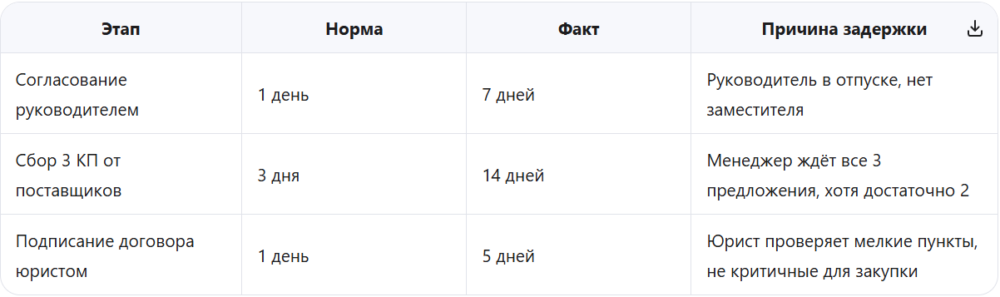 Этап Норма Факт Причина задержки
Согласование
руководителем
1 день
7 дней
Руководитель в отпуске, нет
заместителя
Сбор 3 КП от
поставщиков
3 дня
14 дней
Менеджер ждёт все 3
предложения, хотя достаточно 2
Подписание договора
юристом
1 день
5 дней
Юрист проверяет мелкие пункты,
не критичные для закупки